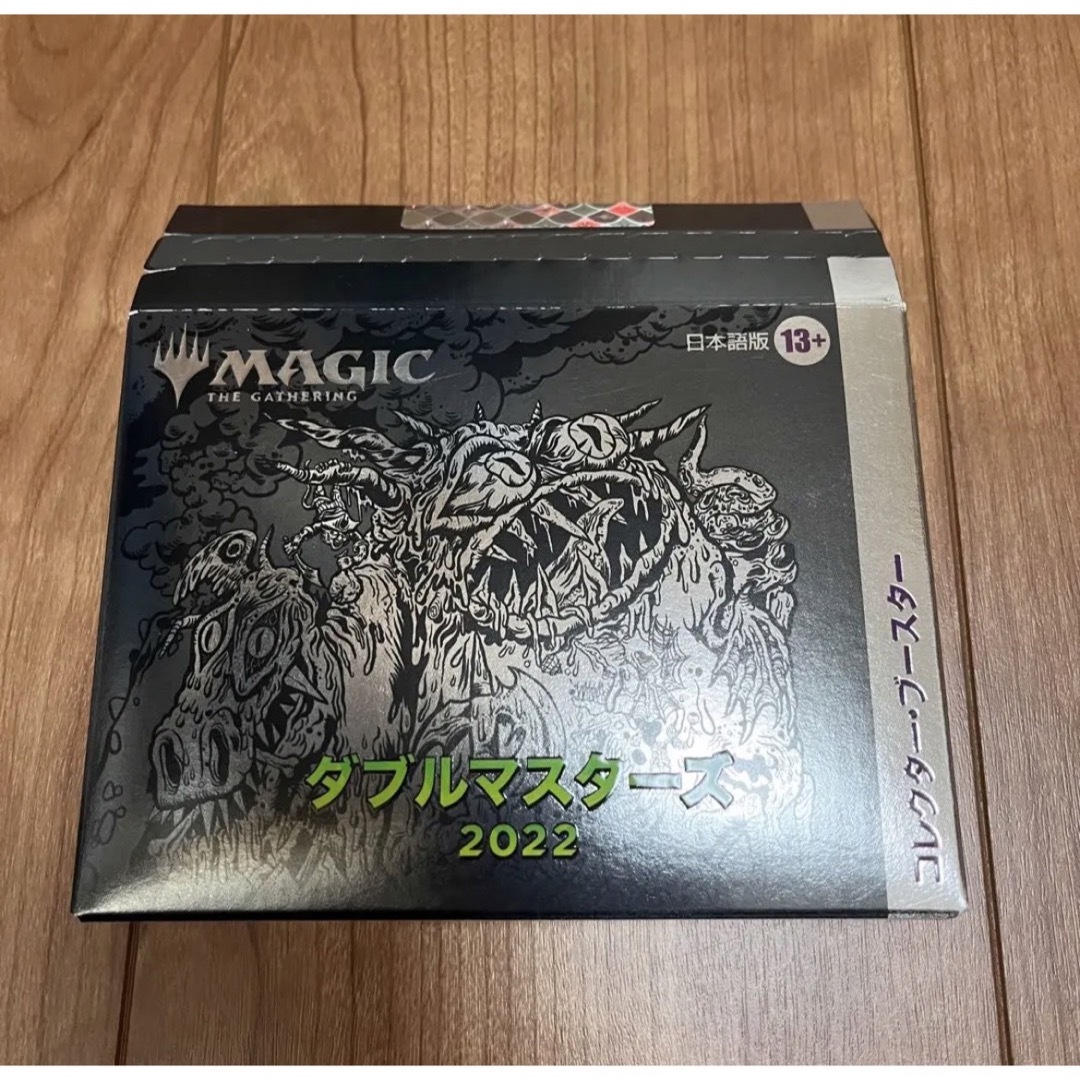 MAGIC
THE GATHERING
日本語版 13+
ダブルマスターズ
2022
コレクター・ブースター